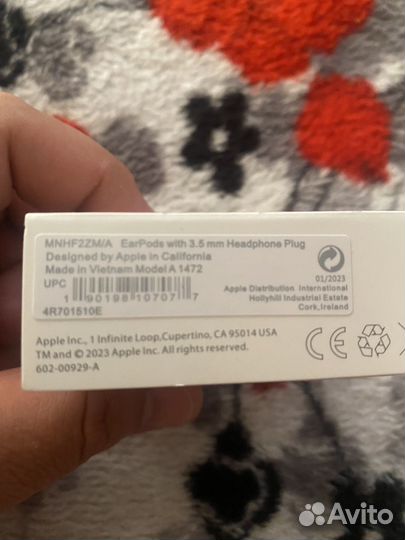 MNHF2ZM/A EarPods with 3.5 mm Headphone Plug
Designed by Apple in California
Made in Vietnam Model A 1472
UPC
1 90198 10707 7
4R701510E
01/2023
Apple Distribution International
Hollyhill Industrial Estate
Cork,Ireland
Apple Inc., 1 Infinite Loop,Cupertino, CA 95014 USA
TM and © 2023 Apple Inc. All rights reserved.
602-00929-A
CE
Avito